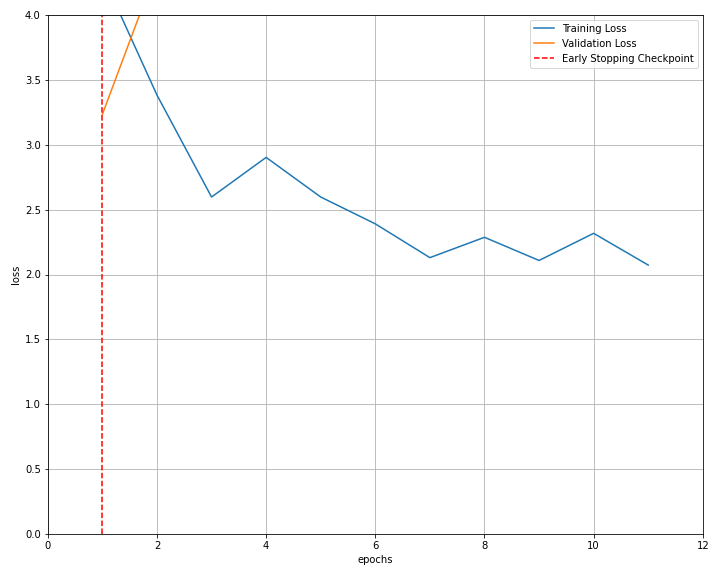 Training Loss
Validation Loss
Early Stopping Checkpoint
4.0
3.5
3.0
2.5
2.0
1.5
1.0
0.5
0.0
loss
0 2 4 6 8 10 12
epochs